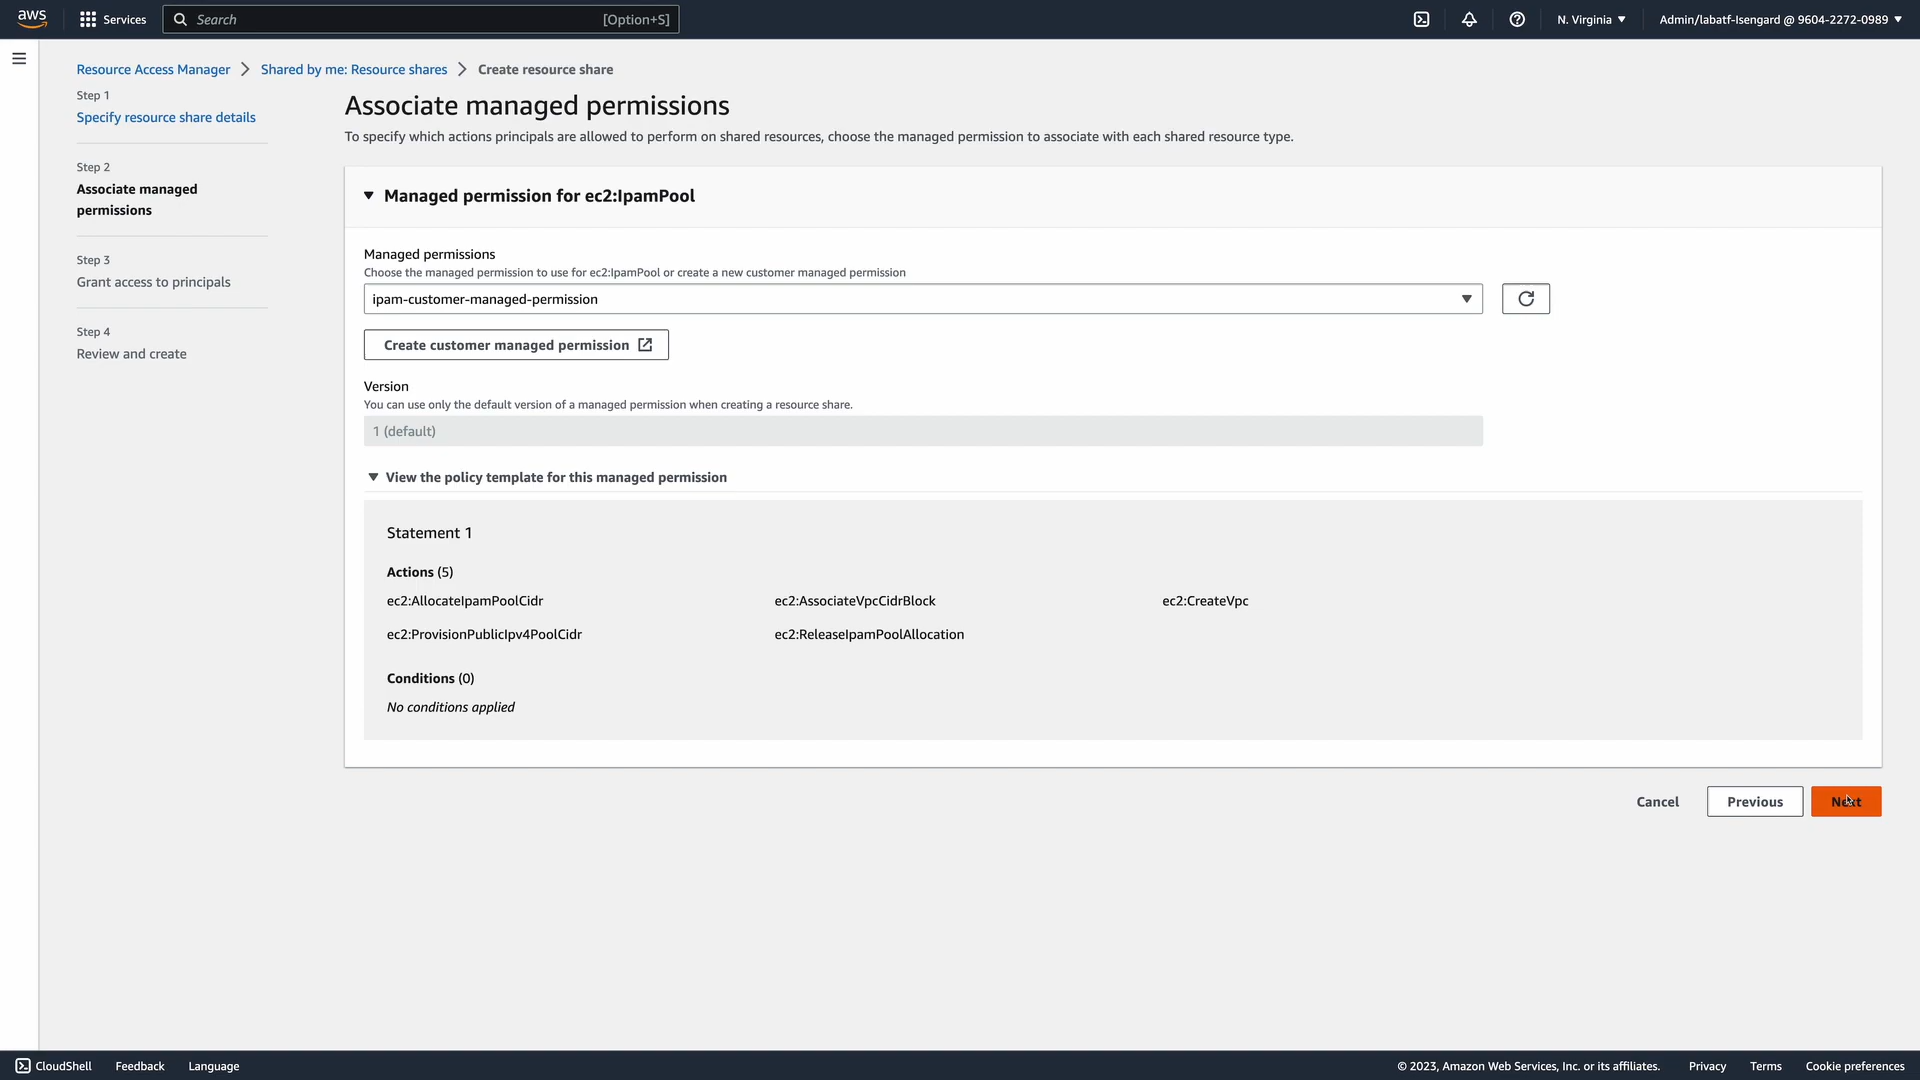 aws
Services
Search
[Option+S]
N. Virginia
Admin/labatf-Isengard @ 9604-2272-0989
Resource Access Manager
Shared by me: Resource shares
Create resource share
Step 1
Specify resource share details
Step 2
Associate managed
permissions
Step 3
Grant access to principals
Step 4
Review and create
Associate managed permissions
To specify which actions principals are allowed to perform on shared resources, choose the managed permission to associate with each shared resource type.
Managed permission for ec2:IpamPool
Managed permissions
Choose the managed permission to use for ec2:IpamPool or create a new customer managed permission
ipam-customer-managed-permission
Create customer managed permission
Version
You can use only the default version of a managed permission when creating a resource share.
1 (default)
View the policy template for this managed permission
Statement 1
Actions (5)
ec2:AllocateIpamPoolCidr
ec2:AssociateVpcCidrBlock
ec2:CreateVpc
ec2:ProvisionPublicIpv4PoolCidr
ec2:ReleaseIpamPoolAllocation
Conditions (0)
No conditions applied
Cancel
Previous
Next
CloudShell
Feedback
Language
© 2023, Amazon Web Services, Inc. or its affiliates.
Privacy
Terms
Cookie preferences